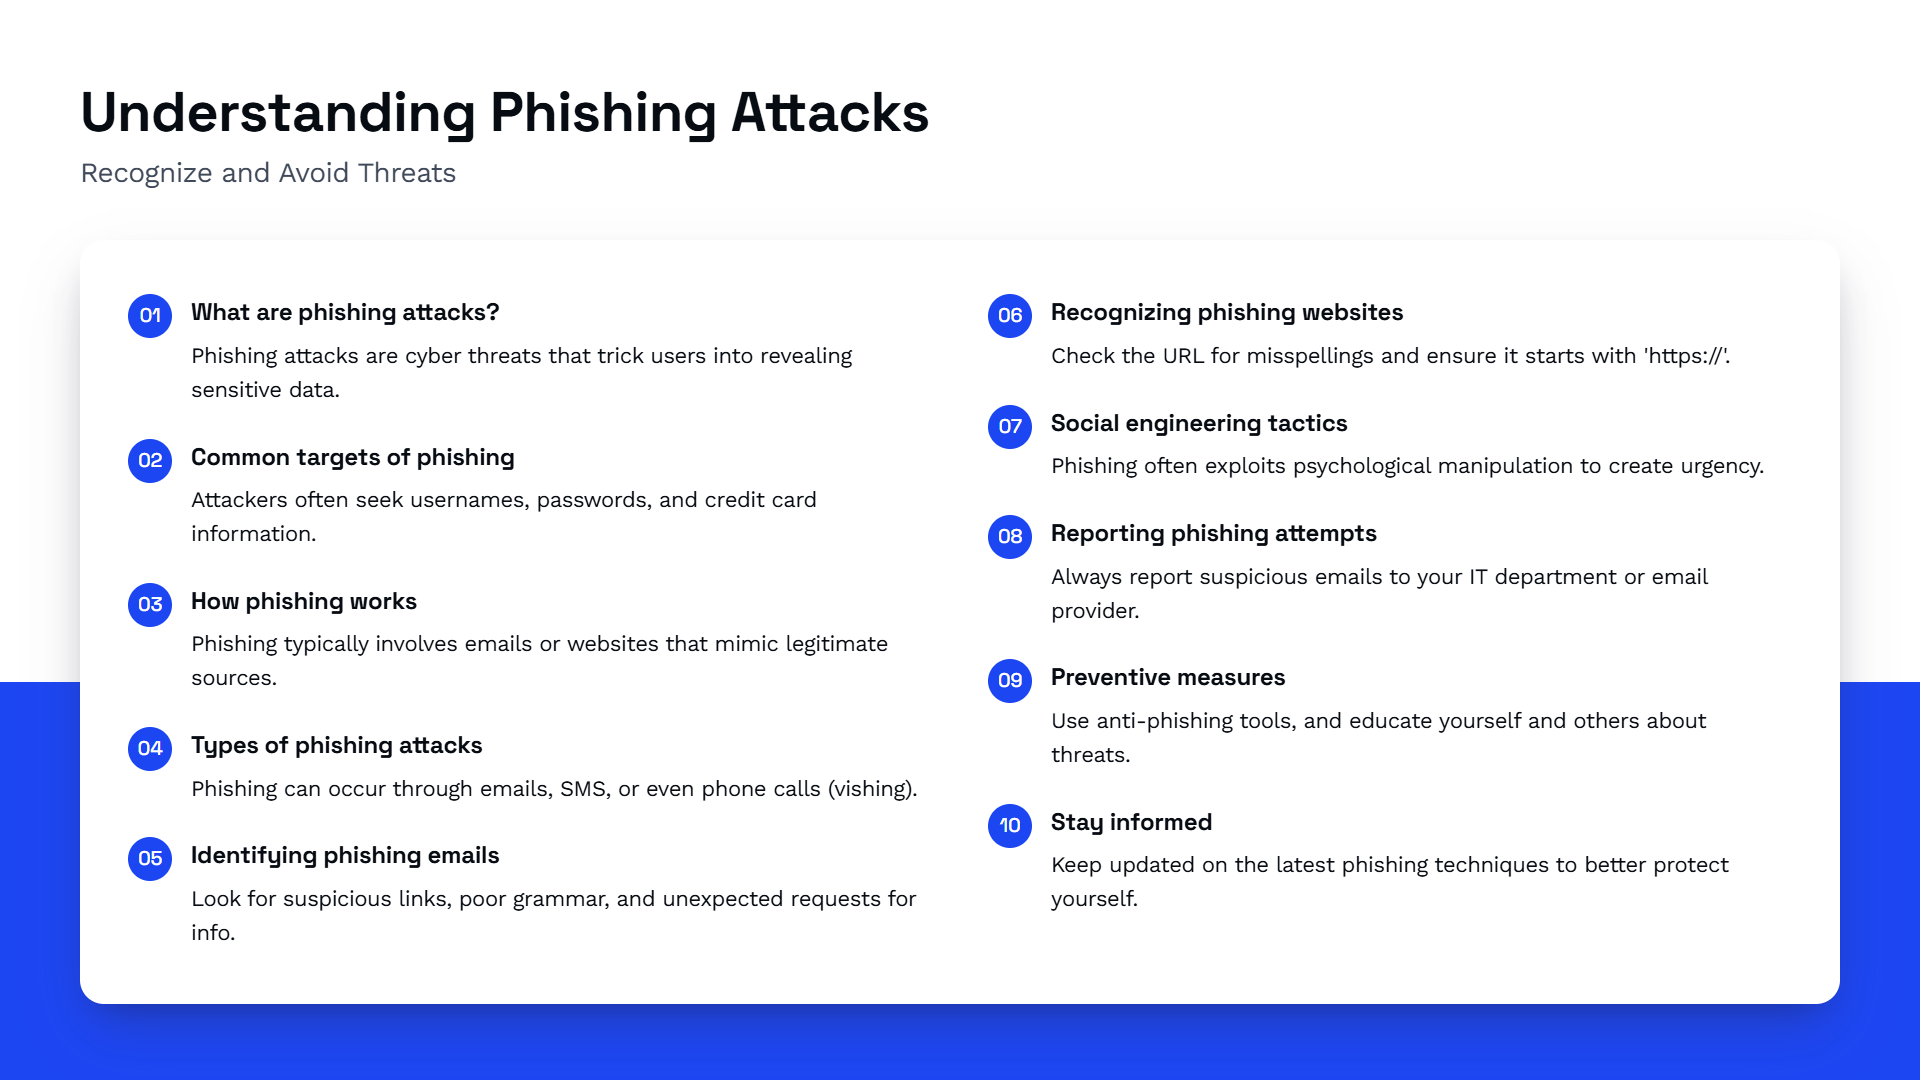 Understanding Phishing Attacks
Recognize and Avoid Threats
01
What are phishing attacks?
Phishing attacks are cyber threats that trick users into revealing
sensitive data.
02
Common targets of phishing
Attackers often seek usernames, passwords, and credit card
information.
03
How phishing works
Phishing typically involves emails or websites that mimic legitimate
sources.
04
Types of phishing attacks
Phishing can occur through emails, SMS, or even phone calls (vishing).
05
Identifying phishing emails
Look for suspicious links, poor grammar, and unexpected requests for
info.
06
Recognizing phishing websites
Check the URL for misspellings and ensure it starts with 'https://'.
07
Social engineering tactics
Phishing often exploits psychological manipulation to create urgency.
08
Reporting phishing attempts
Always report suspicious emails to your IT department or email
provider.
09
Preventive measures
Use anti-phishing tools, and educate yourself and others about
threats.
10
Stay informed
Keep updated on the latest phishing techniques to better protect
yourself.